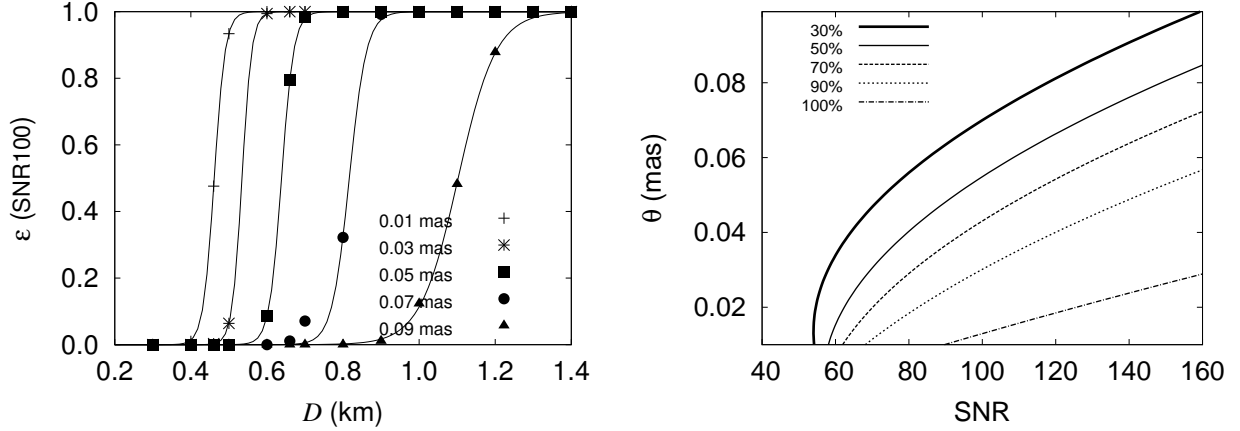 1.0
0.8
0.6
0.4
0.2
0.0
ε (SNR100)
0.01 mas
0.03 mas
0.05 mas
0.07 mas
0.09 mas
0.2 0.4 0.6 0.8 1.0 1.2 1.4
D (km)
30%
50%
70%
90%
100%
0.08
0.06
0.04
0.02
θ (mas)
40 60 80 100 120 140 160
SNR